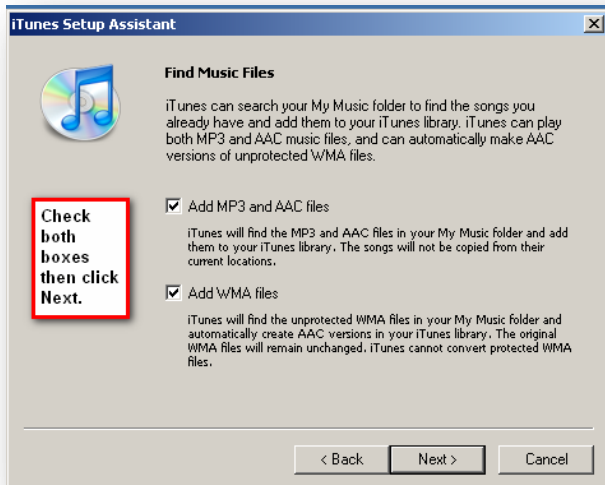 iTunes Setup Assistant
Find Music Files
iTunes can search your My Music folder to find the songs you
already have and add them to your iTunes library. iTunes can play
both MP3 and AAC music files, and can automatically make AAC
versions of unprotected WMA files.
Check
both
boxes
then click
Next.
Add MP3 and AAC files
iTunes will find the MP3 and AAC files in your My Music folder and add
them to your iTunes library. The songs will not be copied from their
current locations.
Add WMA files
iTunes will find the unprotected WMA files in your My Music folder and
automatically create AAC versions in your iTunes library. The original
WMA files will remain unchanged. iTunes cannot convert protected WMA
files.
< Back
Next >
Cancel